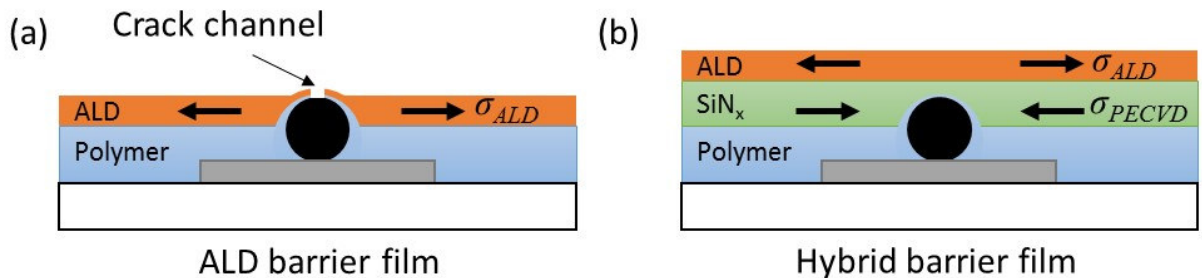 (a)
Crack channel
ALD
σALD
Polymer
ALD barrier film
(b)
ALD
σALD
SiNx
σPECVD
Polymer
Hybrid barrier film